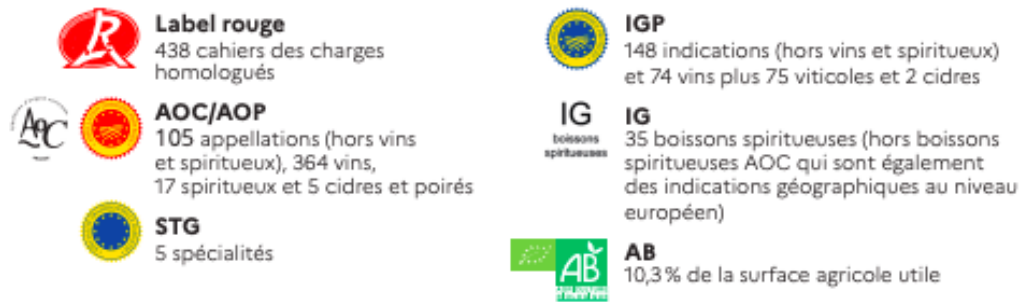 Label rouge
438 cahiers des charges
homologués
AOC
AOC/AOP
105 appellations (hors vins
et spiritueux), 364 vins,
17 spiritueux et 5 cidres et poirés
STG
5 spécialités
IGP
148 indications (hors vins et spiritueux)
et 74 vins plus 75 viticoles et 2 cidres
IG
boissons
spiritueuses
IG
35 boissons spiritueuses (hors boissons
spiritueuses AOC qui sont également
des indications géographiques au niveau
européen)
AB
AB
10,3 % de la surface agricole utile